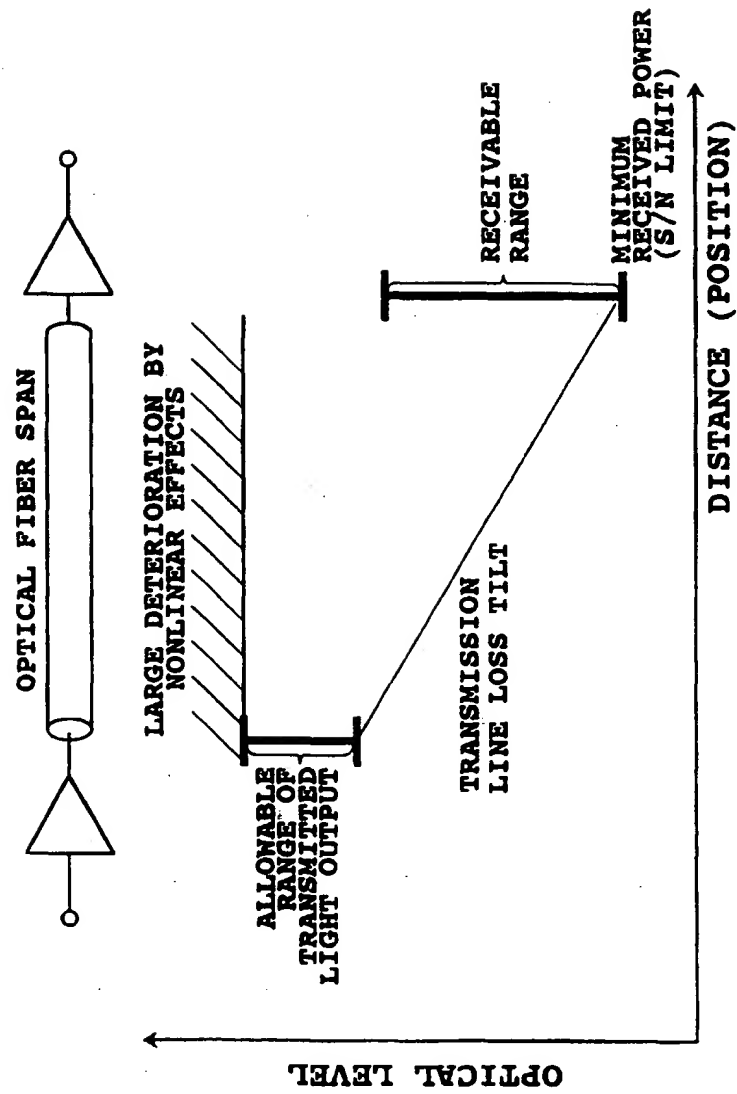 OPTICAL FIBER SPAN
LARGE DETERIORATION BY
NONLINEAR EFFECTS
ALLOWABLE
RANGE OF
TRANSMITTED
LIGHT OUTPUT
RECEIVABLE
RANGE
TRANSMISSION
LINE LOSS TILT
MINIMUM
RECEIVED POWER
(S/N LIMIT)
OPTICAL LEVEL
DISTANCE (POSITION)